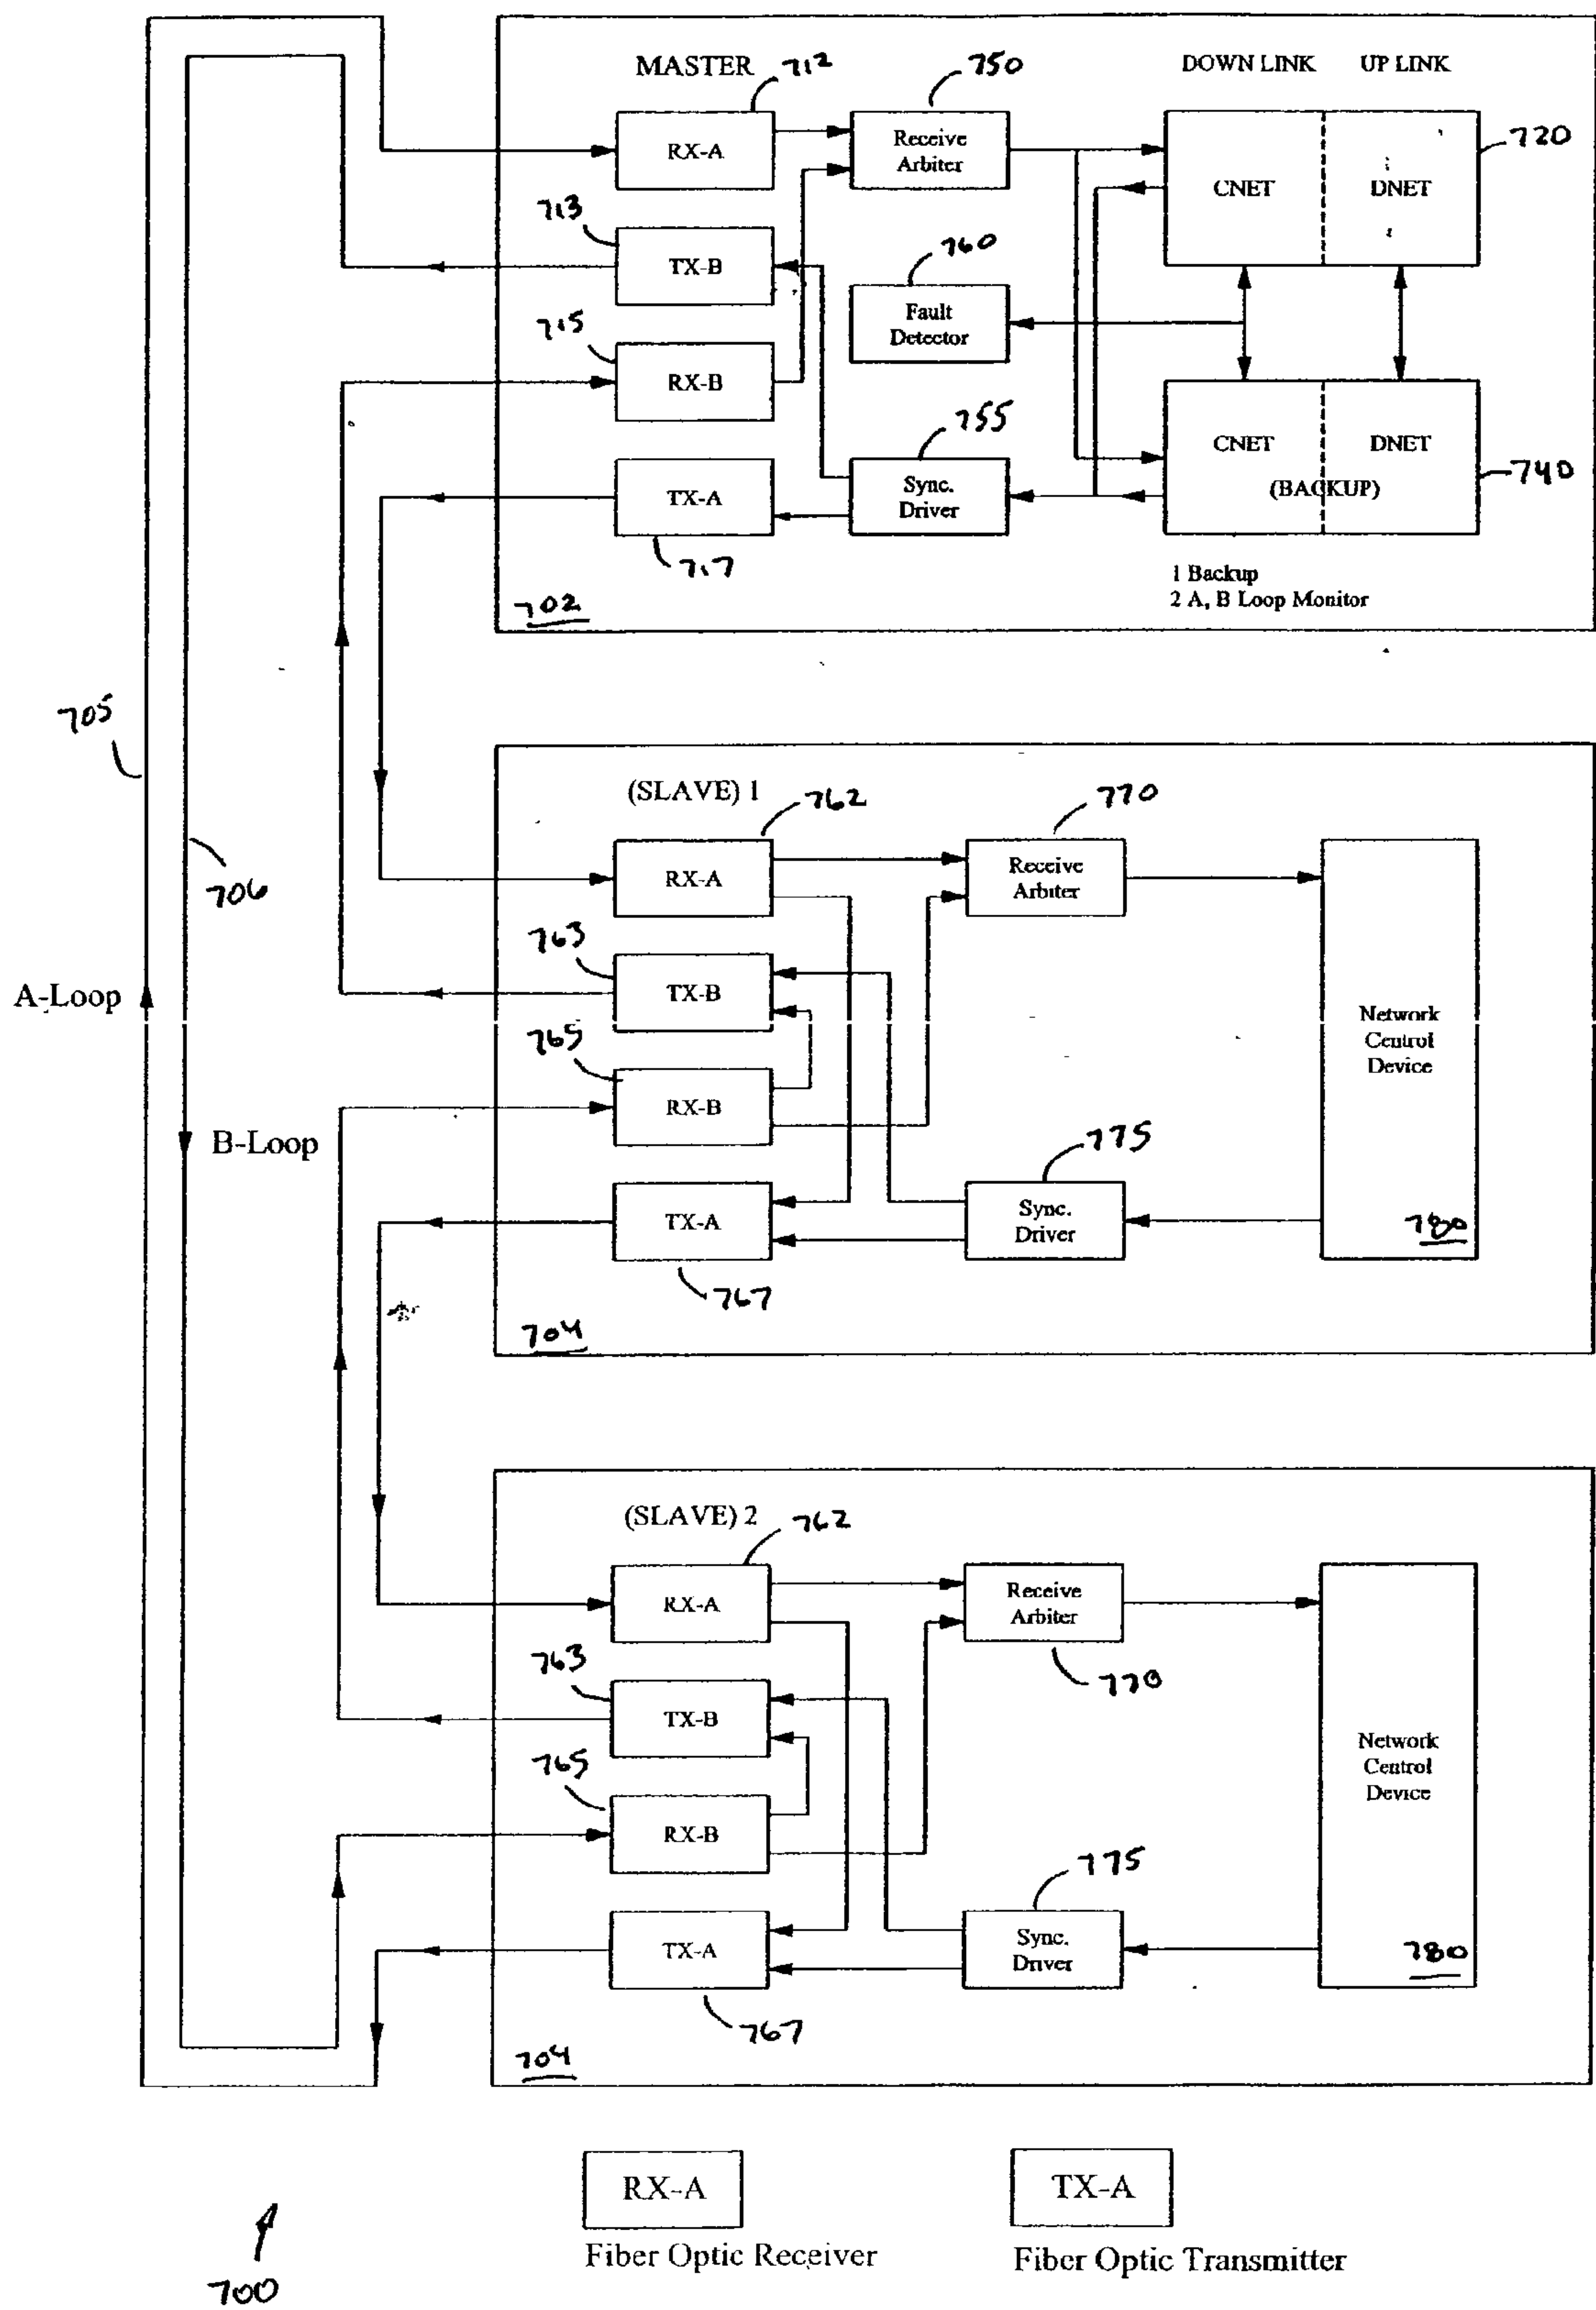 MASTER 712 750 DOWN LINK UP LINK
RX-A
Receive
Arbiter
CNET DNET
720
713
TX-B
760
Fault
Detector
715
RX-B
755
CNET DNET
(BACKUP)
740
TX-A
Sync.
Driver
717
702
1 Backup
2 A, B Loop Monitor
705
706
A-Loop
B-Loop
(SLAVE) 1 762 770
RX-A
Receive
Arbiter
763
TX-B
Network
Control
Device
765
RX-B
775
TX-A
Sync.
Driver
780
767
704
(SLAVE) 2 762
RX-A
Receive
Arbiter
770
763
TX-B
Network
Control
Device
765
RX-B
775
TX-A
Sync.
Driver
780
767
704
RX-A
Fiber Optic Receiver
TX-A
Fiber Optic Transmitter
700